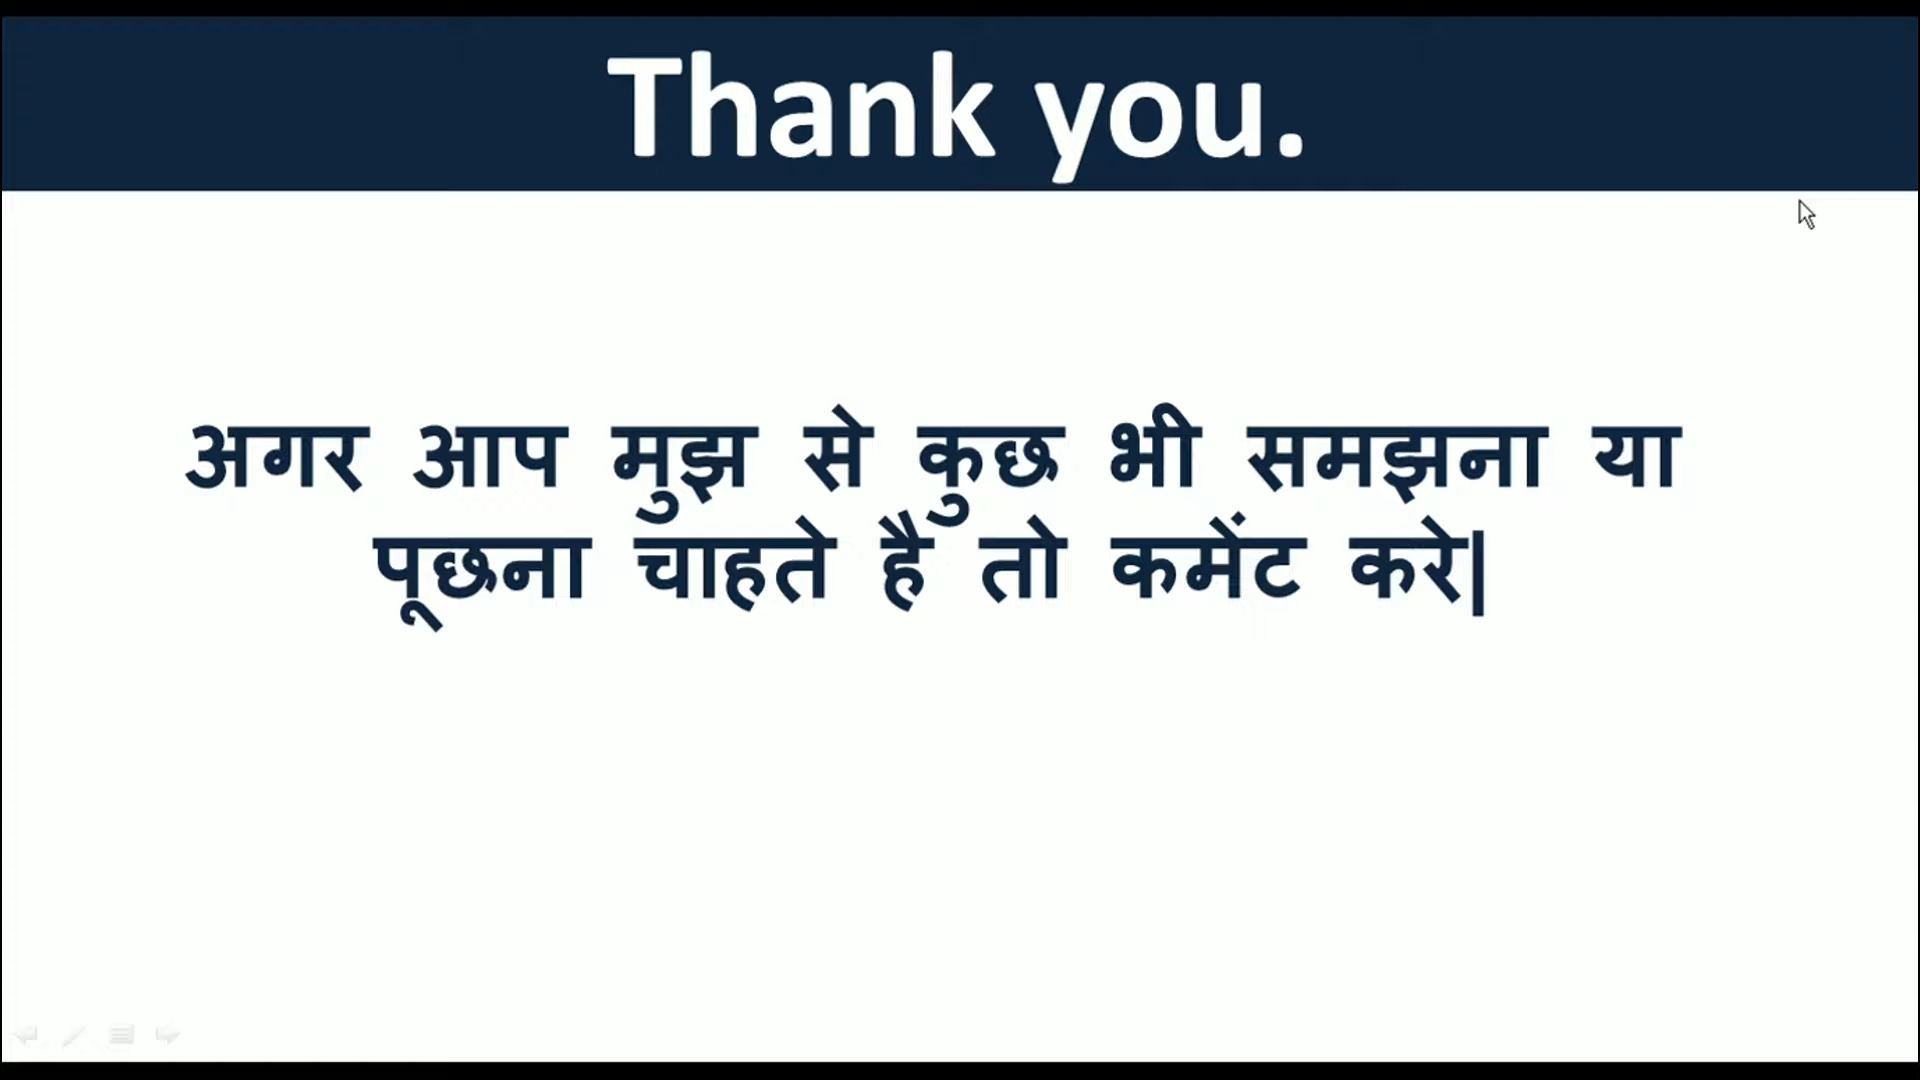 Thank you.
अगर आप मुझ से कुछ भी समझना या
पूछना चाहते है तो कमेंट करे|